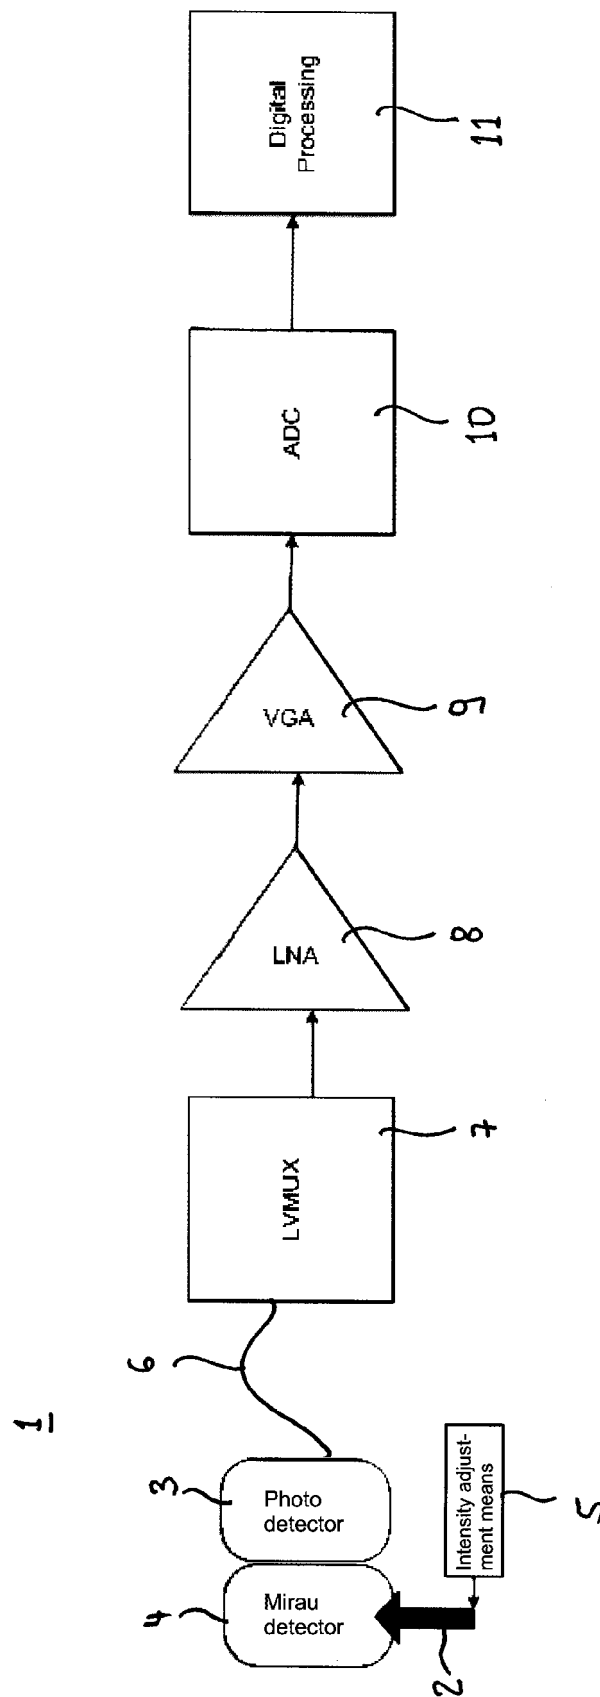 1
Digital
Processing
11
ADC
10
VGA
9
LNA
8
LVMUX
7
6
Photo
detector
3
Mirau
detector
4
Intensity adjust-
ment means
5
2